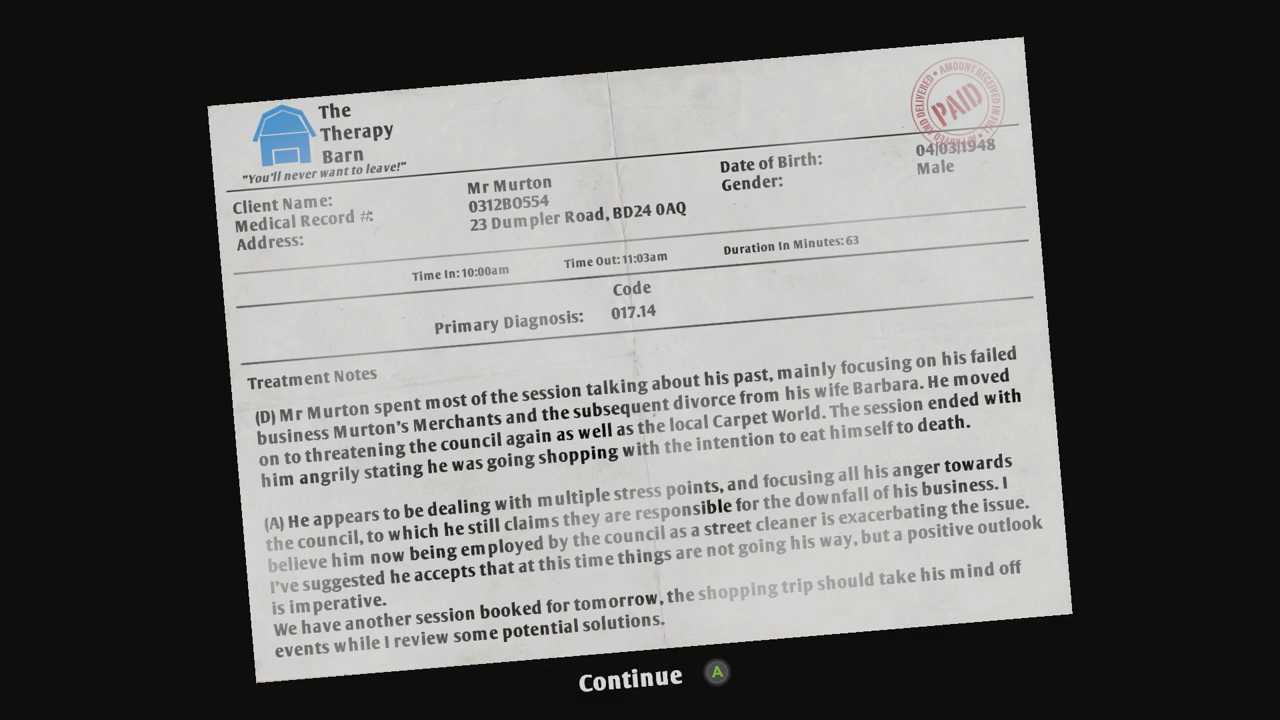 The
Therapy
Barn
"You'll never want to leave!"
AND DELIVERED • AMOUNT RECEIVED IN FULL
PAID
Client Name: Mr Murton Date of Birth: 04/03/1948
Medical Record #: 0312B0554 Gender: Male
Address: 23 Dumpler Road, BD24 0AQ
Time In: 10:00am Time Out: 11:03am Duration In Minutes: 63
Code
Primary Diagnosis: 017.14
Treatment Notes
(D) Mr Murton spent most of the session talking about his past, mainly focusing on his failed
business Murton's Merchants and the subsequent divorce from his wife Barbara. He moved
on to threatening the council again as well as the local Carpet World. The session ended with
him angrily stating he was going shopping with the intention to eat himself to death.
(A) He appears to be dealing with multiple stress points, and focusing all his anger towards
the council, to which he still claims they are responsible for the downfall of his business. I
believe him now being employed by the council as a street cleaner is exacerbating the issue.
I've suggested he accepts that at this time things are not going his way, but a positive outlook
is imperative.
We have another session booked for tomorrow, the shopping trip should take his mind off
events while I review some potential solutions.
Continue A